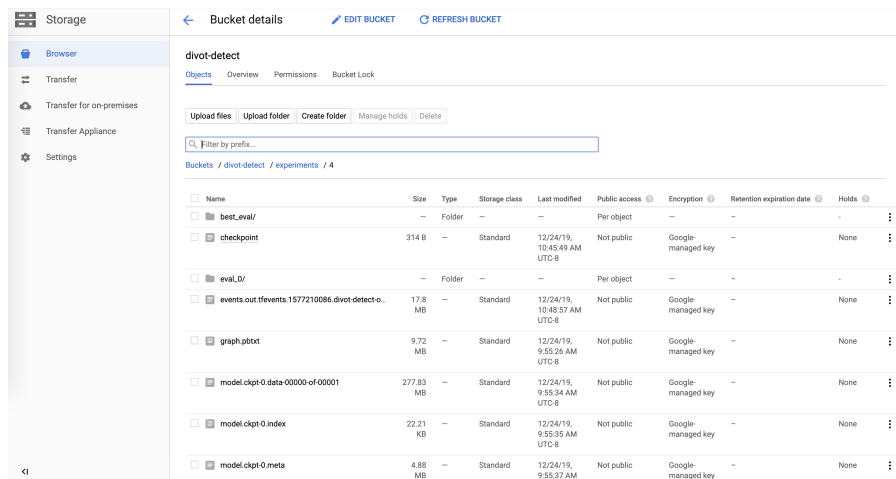 Storage
Bucket details
EDIT BUCKET
REFRESH BUCKET
Browser
Transfer
Transfer for on-premises
Transfer Appliance
Settings
divot-detect
Objects Overview Permissions Bucket Lock
Upload files Upload folder Create folder Manage holds Delete
Filter by prefix...
Buckets / divot-detect / experiments / 4
Name Size Type Storage class Last modified Public access Encryption Retention expiration date Holds
best_eval/ — Folder — — Per object — – -
checkpoint 314 B — Standard 12/24/19, Not public Google- – None
10:45:49 AM managed key
UTC-8
eval_0/ — Folder — — Per object — – -
events.out.tfevents.1577210086.divot-detect-o... 17.8 — Standard 12/24/19, Not public Google- – None
MB 10:48:57 AM managed key
UTC-8
graph.pbtxt 9.72 — Standard 12/24/19, Not public Google- – None
MB 9:55:26 AM managed key
UTC-8
model.ckpt-0.data-00000-of-00001 277.83 — Standard 12/24/19, Not public Google- – None
MB 9:55:34 AM managed key
UTC-8
model.ckpt-0.index 22.21 — Standard 12/24/19, Not public Google- – None
KB 9:55:35 AM managed key
UTC-8
model.ckpt-0.meta 4.88 — Standard 12/24/19, Not public Google- – None
MB 9:55:37 AM managed key